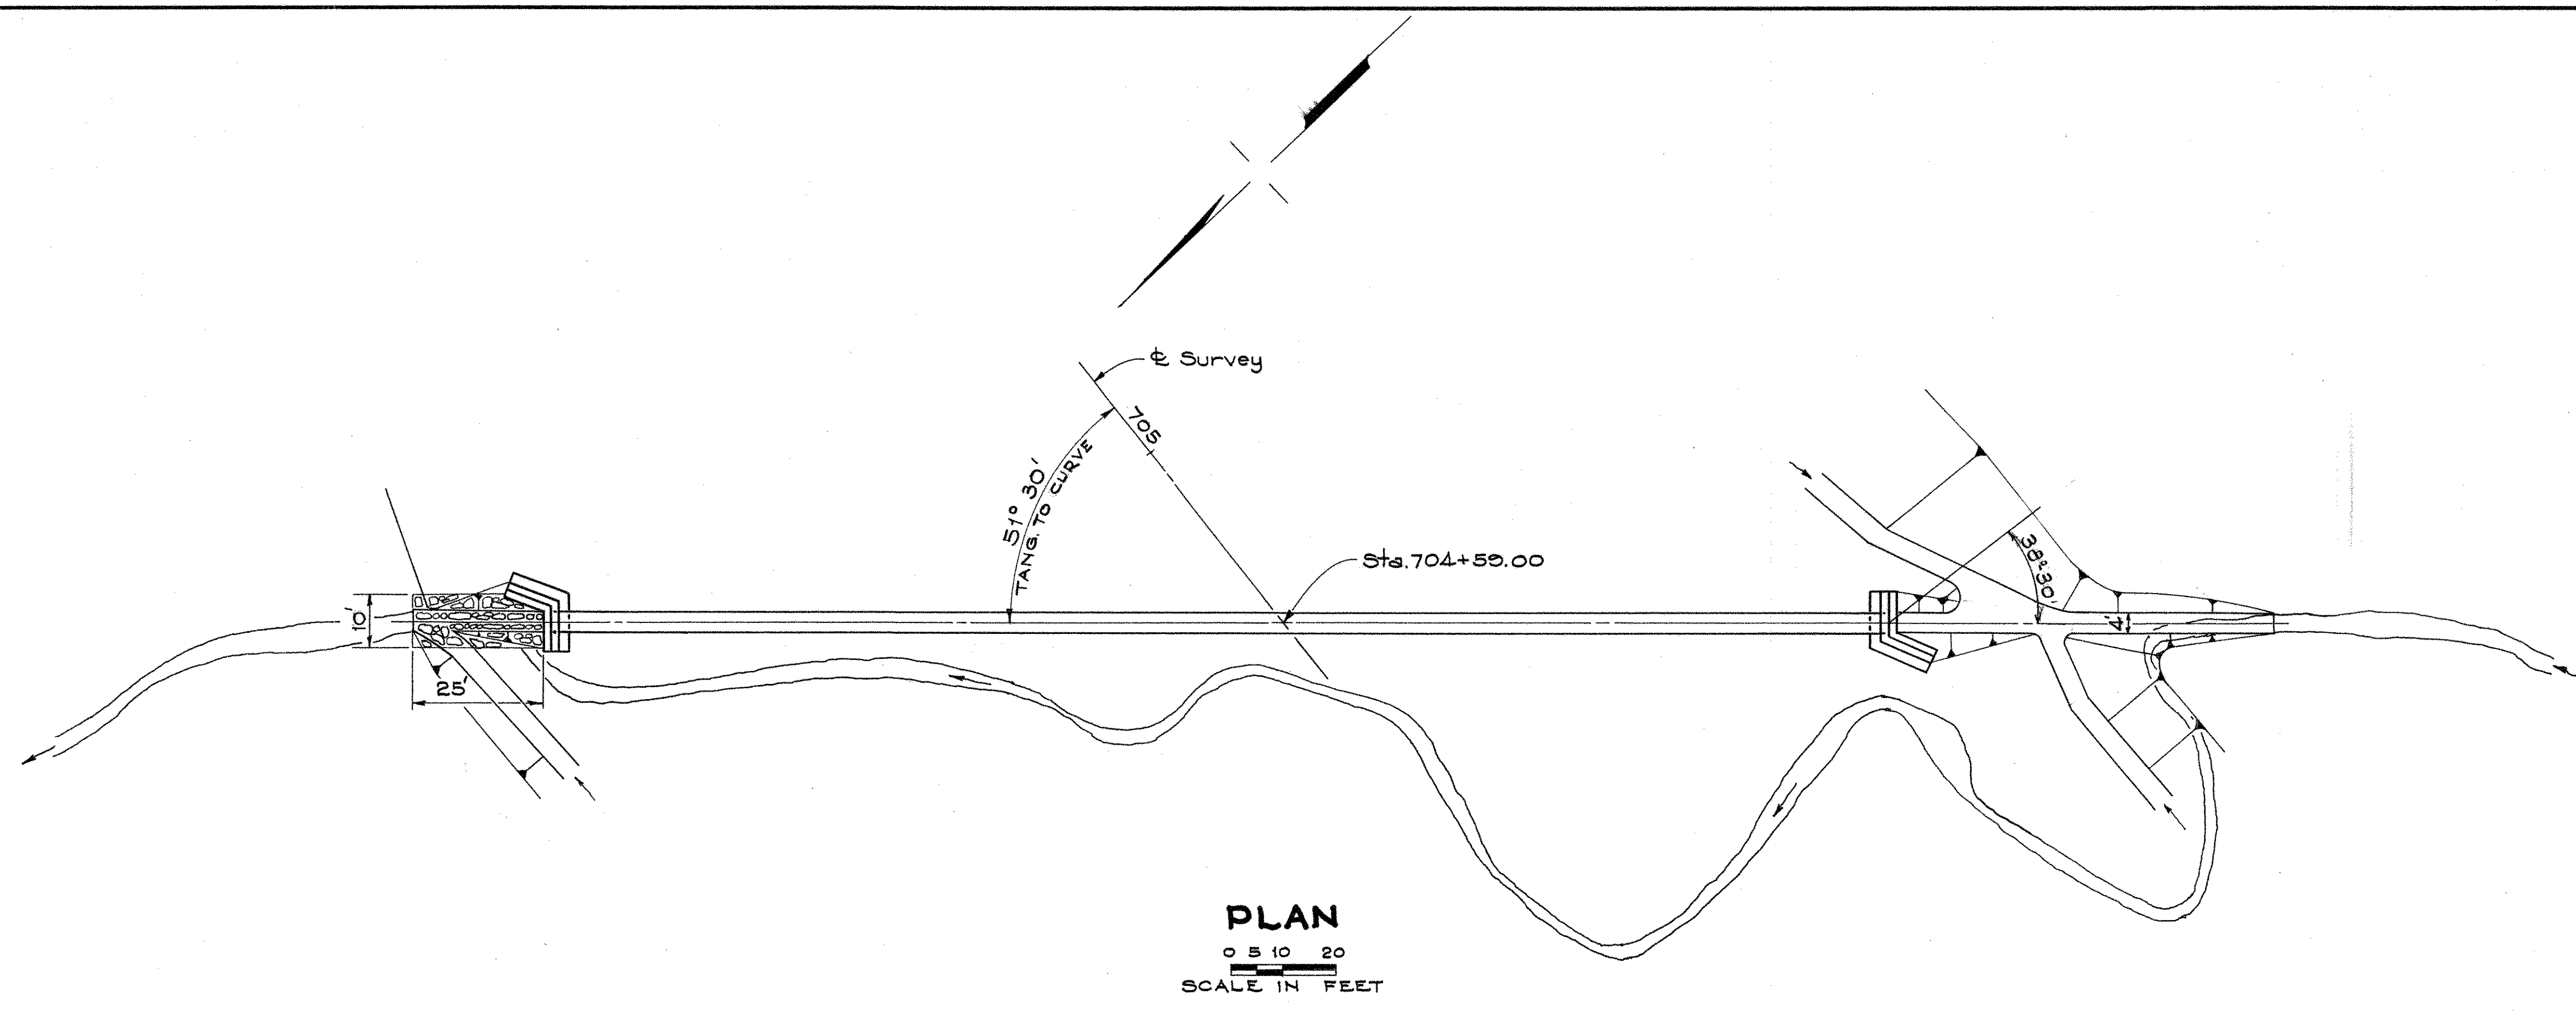 ℄ Survey
705
51° 30'
TANG. TO CURVE
Sta. 704+59.00
38°30'
10'
4'
25'
PLAN
0 5 10 20
SCALE IN FEET